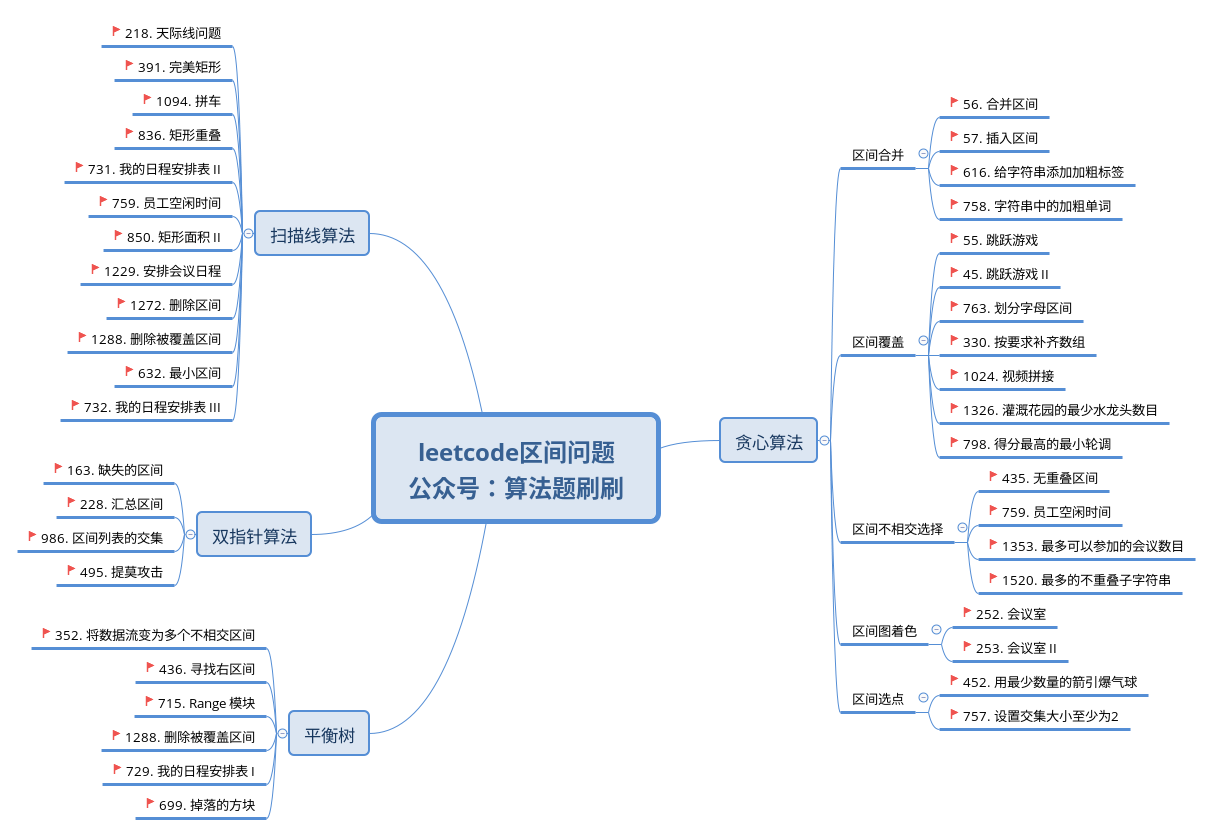 leetcode区间问题
公众号：算法题刷刷
扫描线算法
218. 天际线问题
391. 完美矩形
1094. 拼车
836. 矩形重叠
731. 我的日程安排表 II
759. 员工空闲时间
850. 矩形面积 II
1229. 安排会议日程
1272. 删除区间
1288. 删除被覆盖区间
632. 最小区间
732. 我的日程安排表 III
双指针算法
163. 缺失的区间
228. 汇总区间
986. 区间列表的交集
495. 提莫攻击
平衡树
352. 将数据流变为多个不相交区间
436. 寻找右区间
715. Range 模块
1288. 删除被覆盖区间
729. 我的日程安排表 I
699. 掉落的方块
贪心算法
区间合并
56. 合并区间
57. 插入区间
616. 给字符串添加加粗标签
758. 字符串中的加粗单词
区间覆盖
55. 跳跃游戏
45. 跳跃游戏 II
763. 划分字母区间
330. 按要求补齐数组
1024. 视频拼接
1326. 灌溉花园的最少水龙头数目
798. 得分最高的最小轮调
区间不相交选择
435. 无重叠区间
759. 员工空闲时间
1353. 最多可以参加的会议数目
1520. 最多的不重叠子字符串
区间图着色
252. 会议室
253. 会议室 II
区间选点
452. 用最少数量的箭引爆气球
757. 设置交集大小至少为2